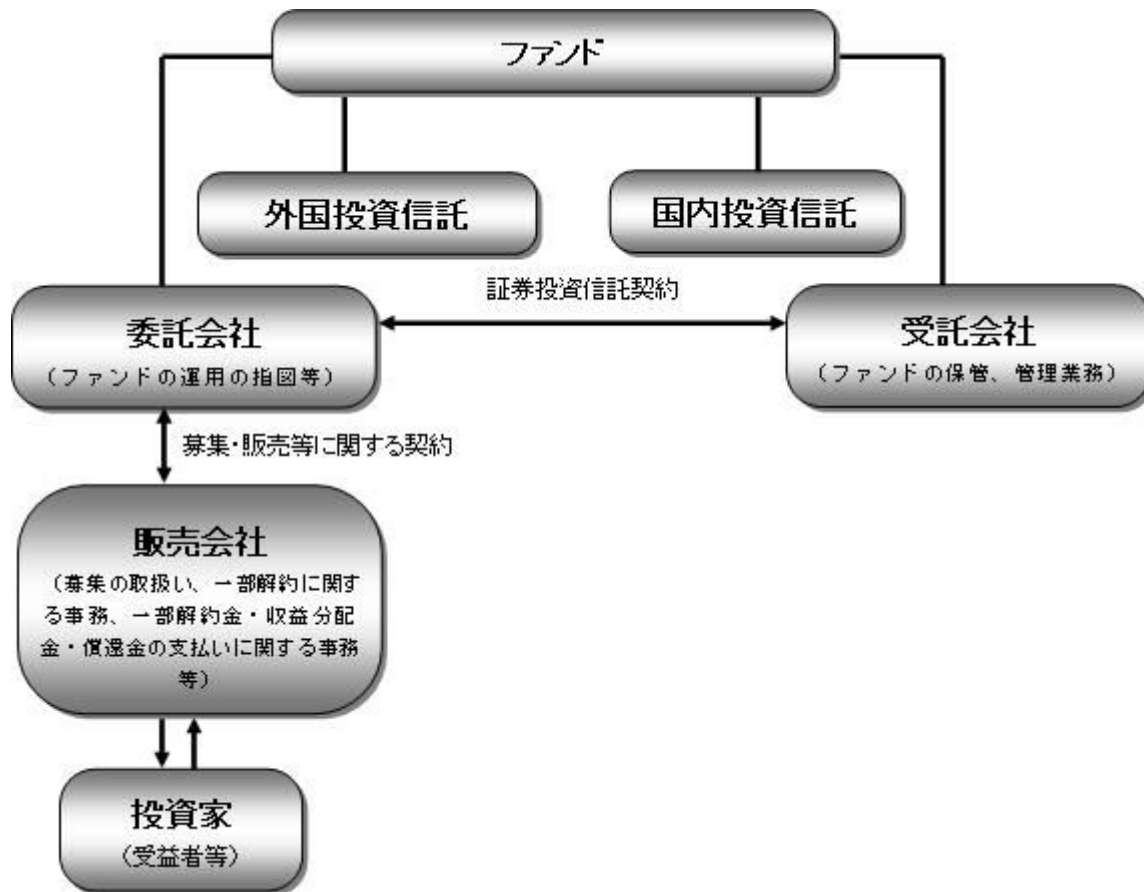 ファンド
外国投資信託
国内投資信託
証券投資信託契約
委託会社
（ファンドの運用の指図等）
受託会社
（ファンドの保管、管理業務）
募集・販売等に関する契約
販売会社
（募集の取扱い、一部解約に関す
る事務、一部解約金・収益分配
金・償還金の支払いに関する事務
等）
投資家
（受益者等）